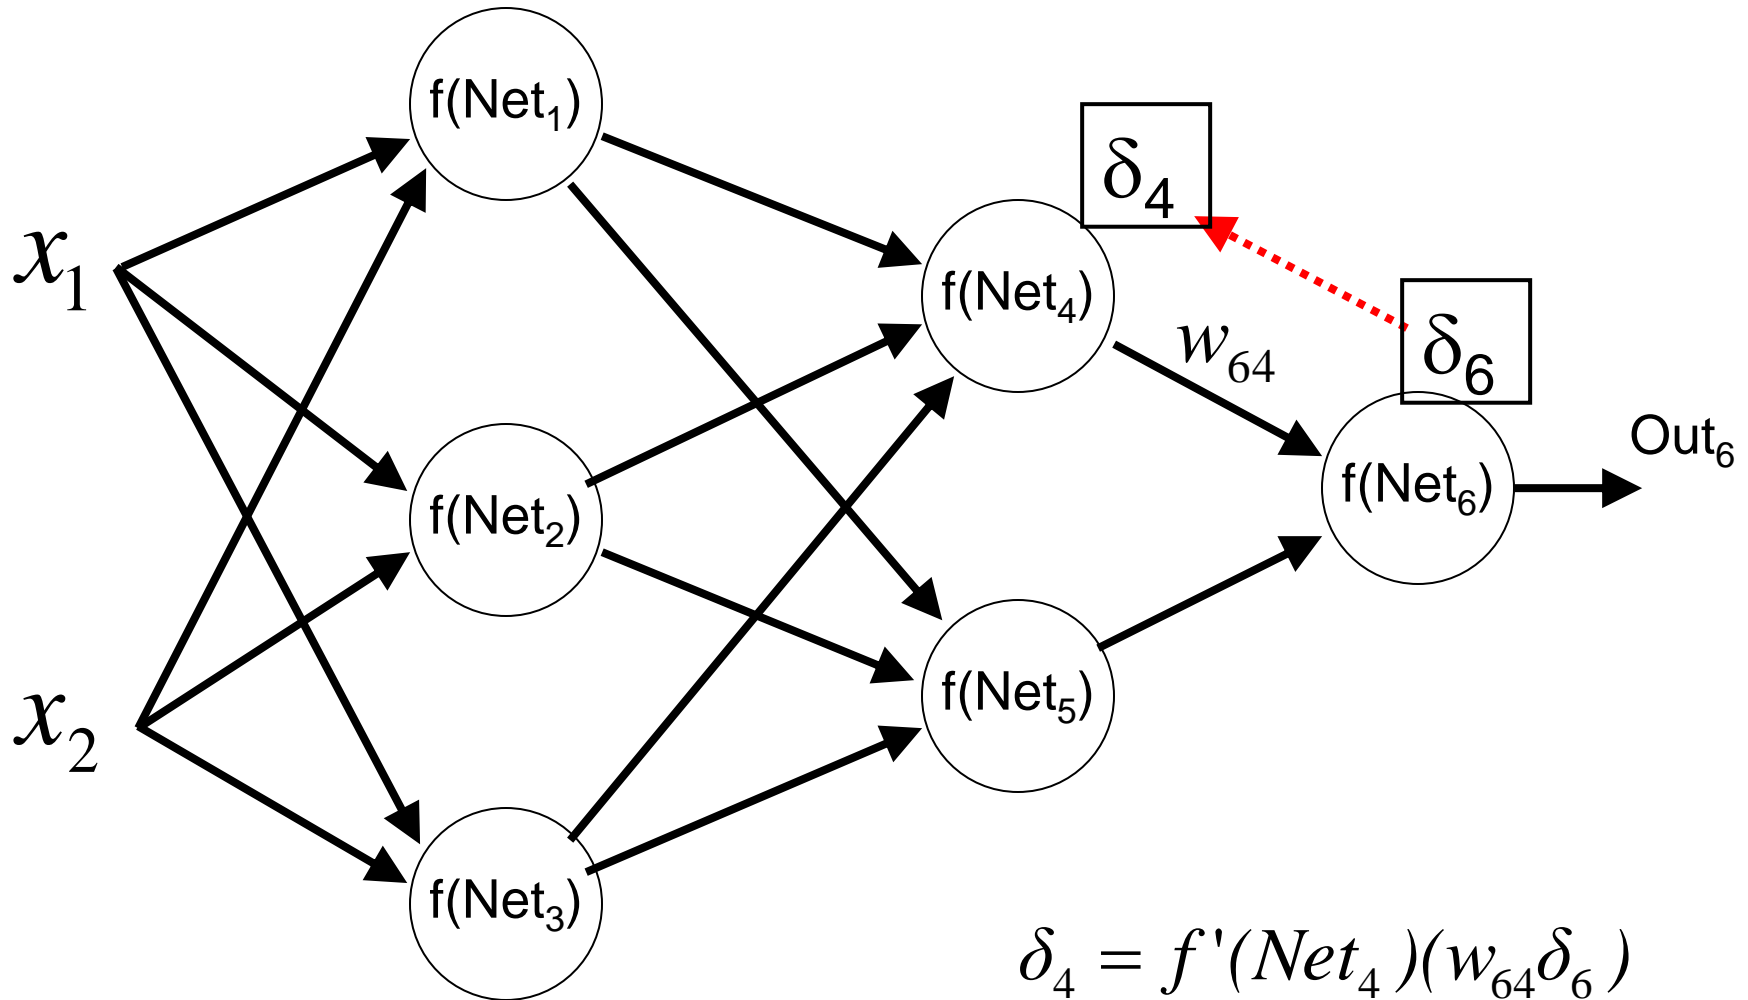 f(Net₁)
δ₄
x₁
f(Net₄)
w₆₄
δ₆
Out₆
f(Net₂)
f(Net₆)
f(Net₅)
x₂
f(Net₃)
δ₄ = f '(Net₄)(w₆₄δ₆)